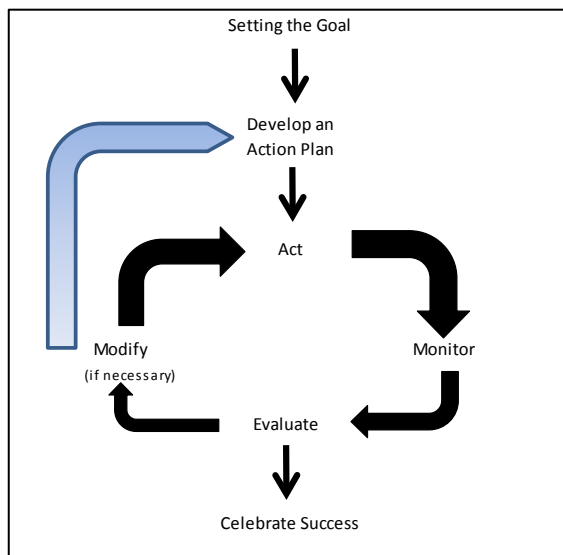 Setting the Goal
Develop an
Action Plan
Act
Modify
(if necessary)
Monitor
Evaluate
Celebrate Success